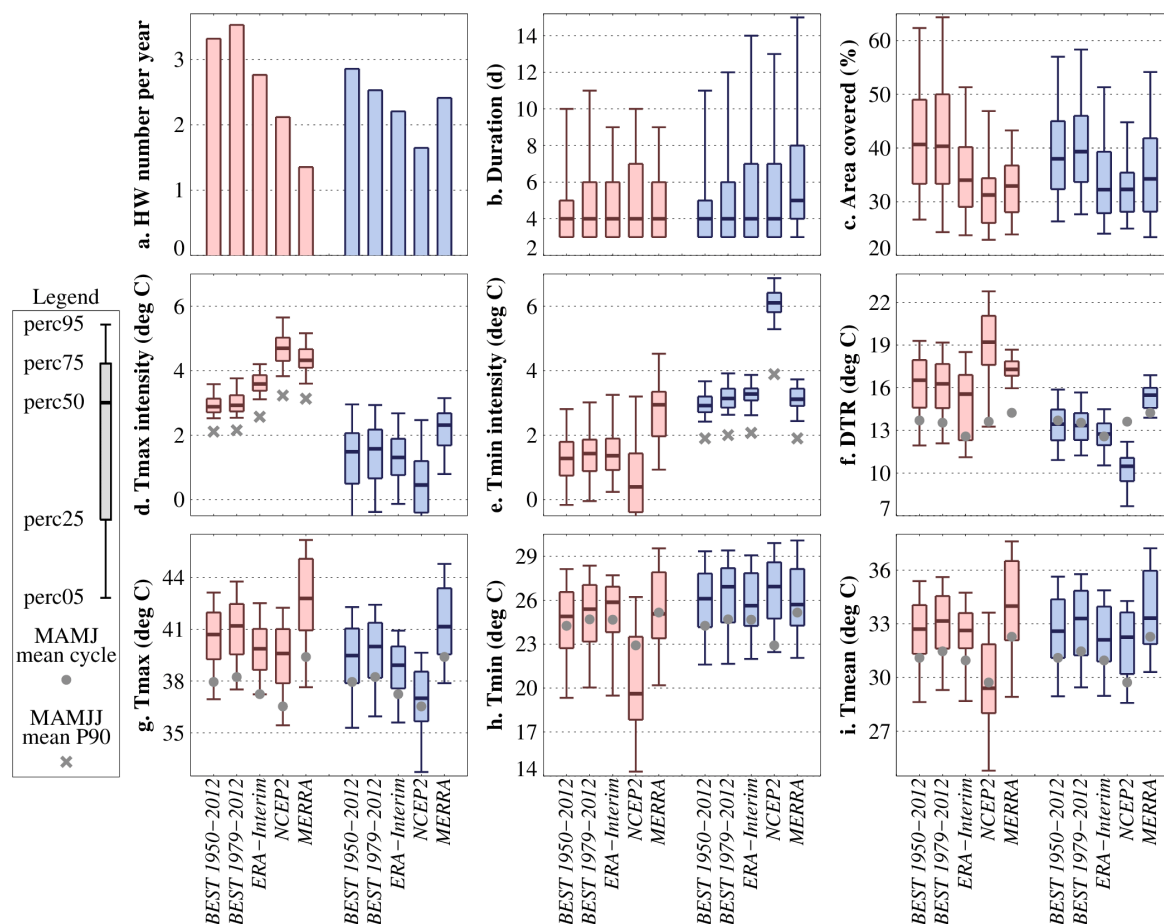 a. HW number per year
3
2
1
0
b. Duration (d)
14
12
10
8
6
4
2
c. Area covered (%)
60
50
40
30
20
Legend
perc95
perc75
perc50
perc25
perc05
MAMJ
mean cycle
MAMJJ
mean P90
d. Tmax intensity (deg C)
6
4
2
0
e. Tmin intensity (deg C)
6
4
2
0
f. DTR (deg C)
22
19
16
13
10
7
g. Tmax (deg C)
44
41
38
35
h. Tmin (deg C)
29
26
23
20
17
14
i. Tmean (deg C)
36
33
30
27
BEST 1950−2012
BEST 1979−2012
ERA−Interim
NCEP2
MERRA
BEST 1950−2012
BEST 1979−2012
ERA−Interim
NCEP2
MERRA
BEST 1950−2012
BEST 1979−2012
ERA−Interim
NCEP2
MERRA
BEST 1950−2012
BEST 1979−2012
ERA−Interim
NCEP2
MERRA
BEST 1950−2012
BEST 1979−2012
ERA−Interim
NCEP2
MERRA
BEST 1950−2012
BEST 1979−2012
ERA−Interim
NCEP2
MERRA